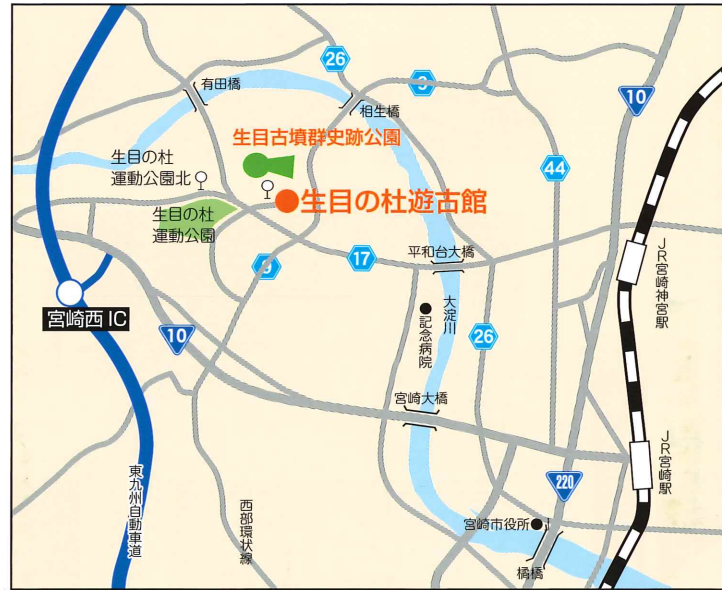 26
9
有田橋
相生橋
10
生目古墳群史跡公園
生目の杜
運動公園北
44
生目の杜遊古館
生目の杜
運動公園
平和台大橋
JR宮崎神宮駅
9
17
大淀川
宮崎西IC
記念病院
10
26
宮崎大橋
JR宮崎駅
東九州自動車道
220
西部環状線
宮崎市役所
橘橋